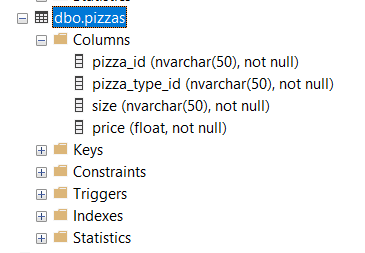 dbo.pizzas
Columns
pizza_id (nvarchar(50), not null)
pizza_type_id (nvarchar(50), not null)
size (nvarchar(50), not null)
price (float, not null)
Keys
Constraints
Triggers
Indexes
Statistics